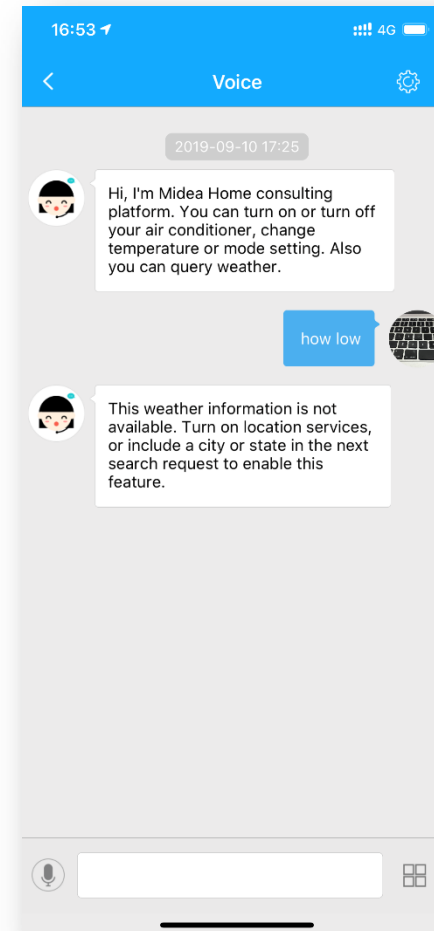 16:53 4G
Voice
2019-09-10 17:25
Hi, I'm Midea Home consulting
platform. You can turn on or turn off
your air conditioner, change
temperature or mode setting. Also
you can query weather.
how low
This weather information is not
available. Turn on location services,
or include a city or state in the next
search request to enable this
feature.